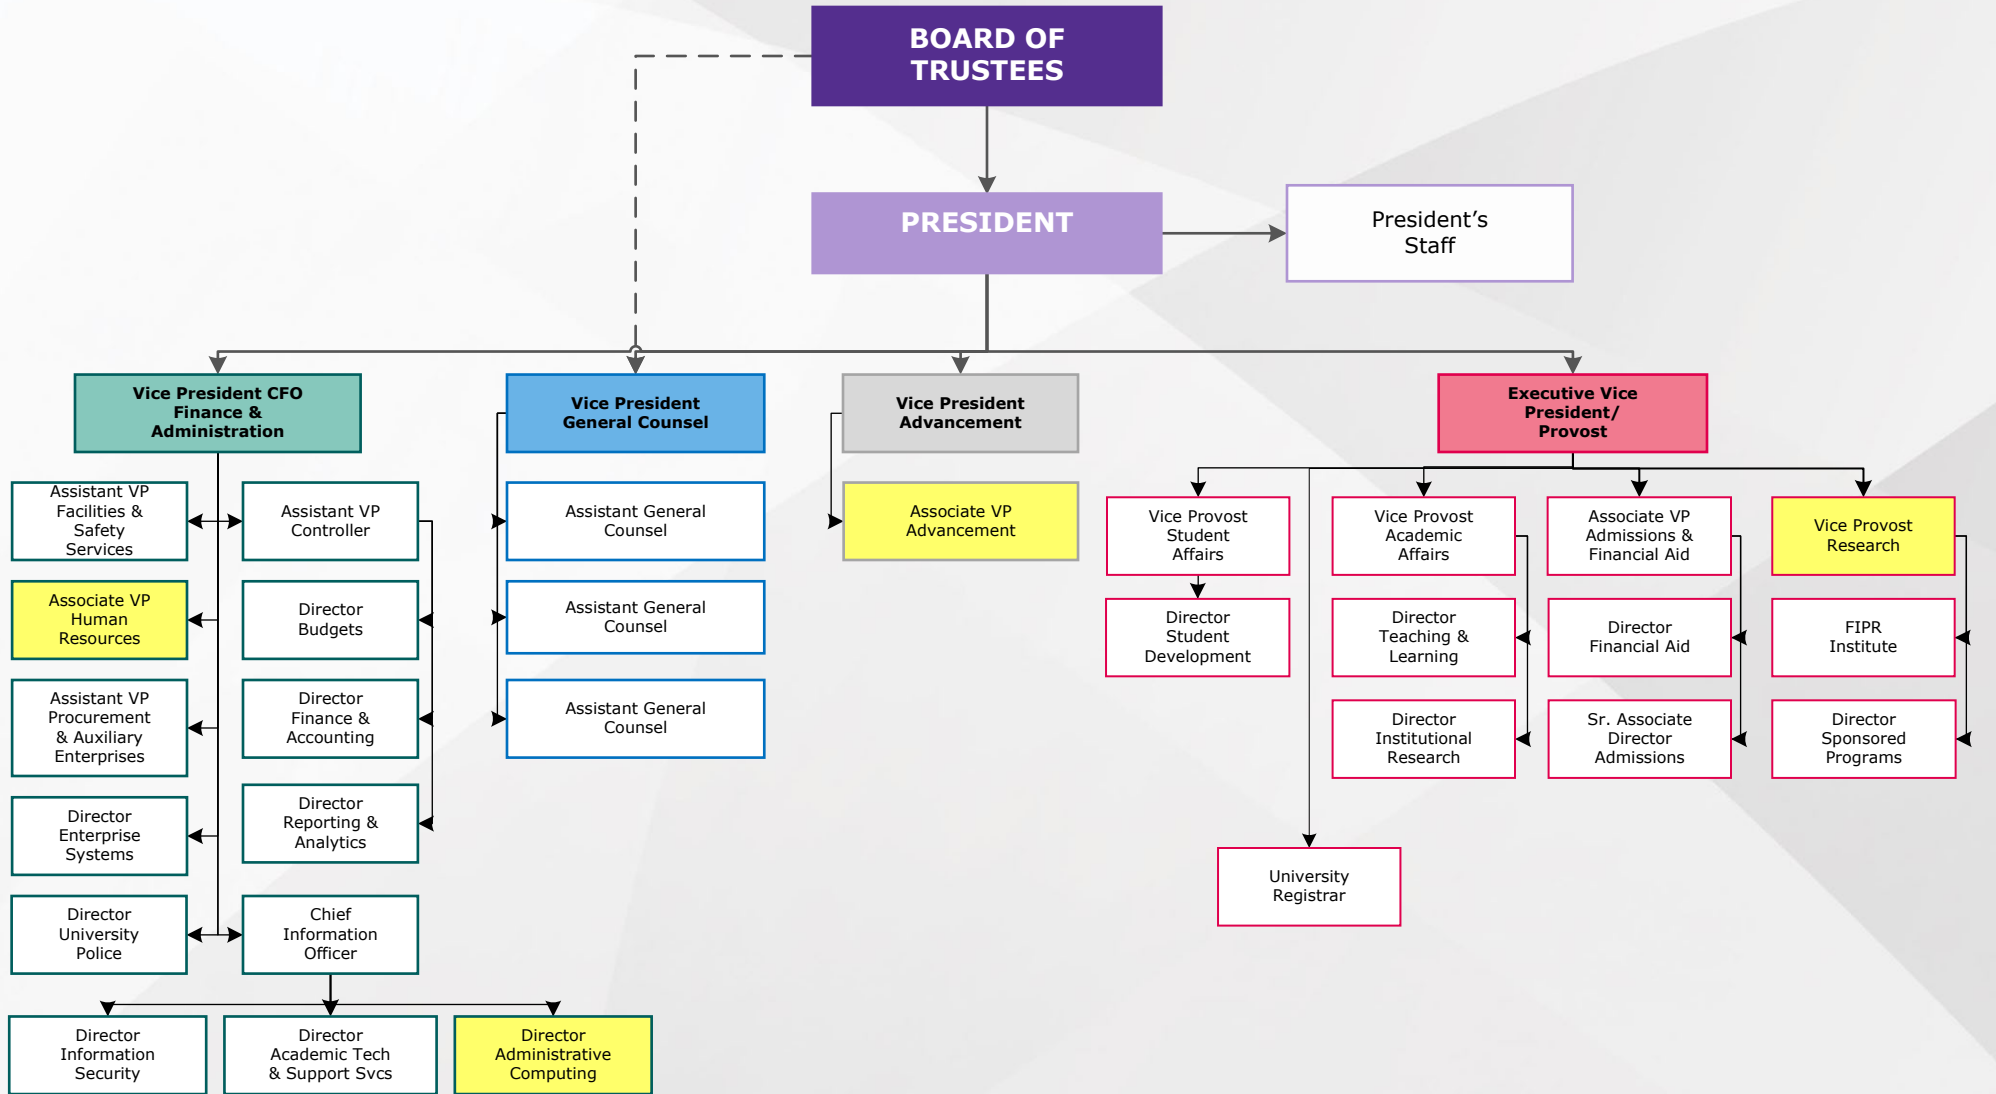 BOARD OF
TRUSTEES
PRESIDENT
President’s
Staff
Vice President CFO
Finance &
Administration
Vice President
General Counsel
Vice President
Advancement
Executive Vice
President/
Provost
Assistant VP
Facilities &
Safety
Services
Assistant VP
Controller
Associate VP
Human
Resources
Director
Budgets
Assistant VP
Procurement
& Auxiliary
Enterprises
Director
Finance &
Accounting
Director
Enterprise
Systems
Director
Reporting &
Analytics
Director
University
Police
Chief
Information
Officer
Director
Information
Security
Director
Academic Tech
& Support Svcs
Director
Administrative
Computing
Assistant General
Counsel
Assistant General
Counsel
Assistant General
Counsel
Associate VP
Advancement
Vice Provost
Student
Affairs
Director
Student
Development
Vice Provost
Academic
Affairs
Director
Teaching &
Learning
Director
Institutional
Research
Associate VP
Admissions &
Financial Aid
Director
Financial Aid
Sr. Associate
Director
Admissions
Vice Provost
Research
FIPR
Institute
Director
Sponsored
Programs
University
Registrar